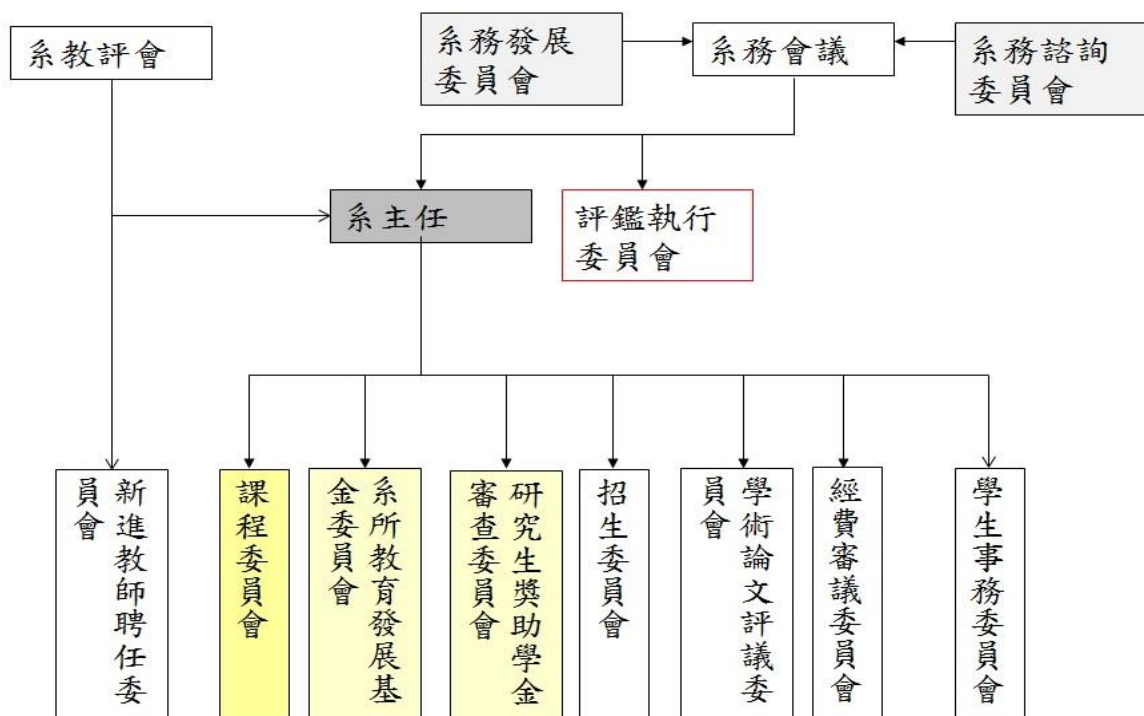 系教評會
系務發展
委員會
系務會議
系務諮詢
委員會
系主任
評鑑執行
委員會
新進教師聘任委
員會
課程委員會
系所教育發展基
金委員會
研究生獎助學金
審查委員會
招生委員會
學術論文評議委
員會
經費審議委員會
學生事務委員會